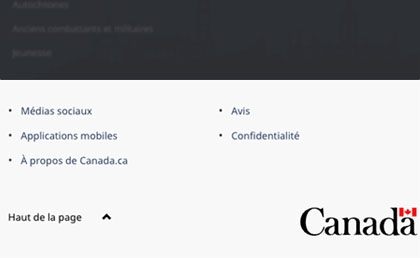 Autochtones
Anciens combattants et militaires
Jeunesse
• Médias sociaux
• Applications mobiles
• À propos de Canada.ca
• Avis
• Confidentialité
Haut de la page
Canada